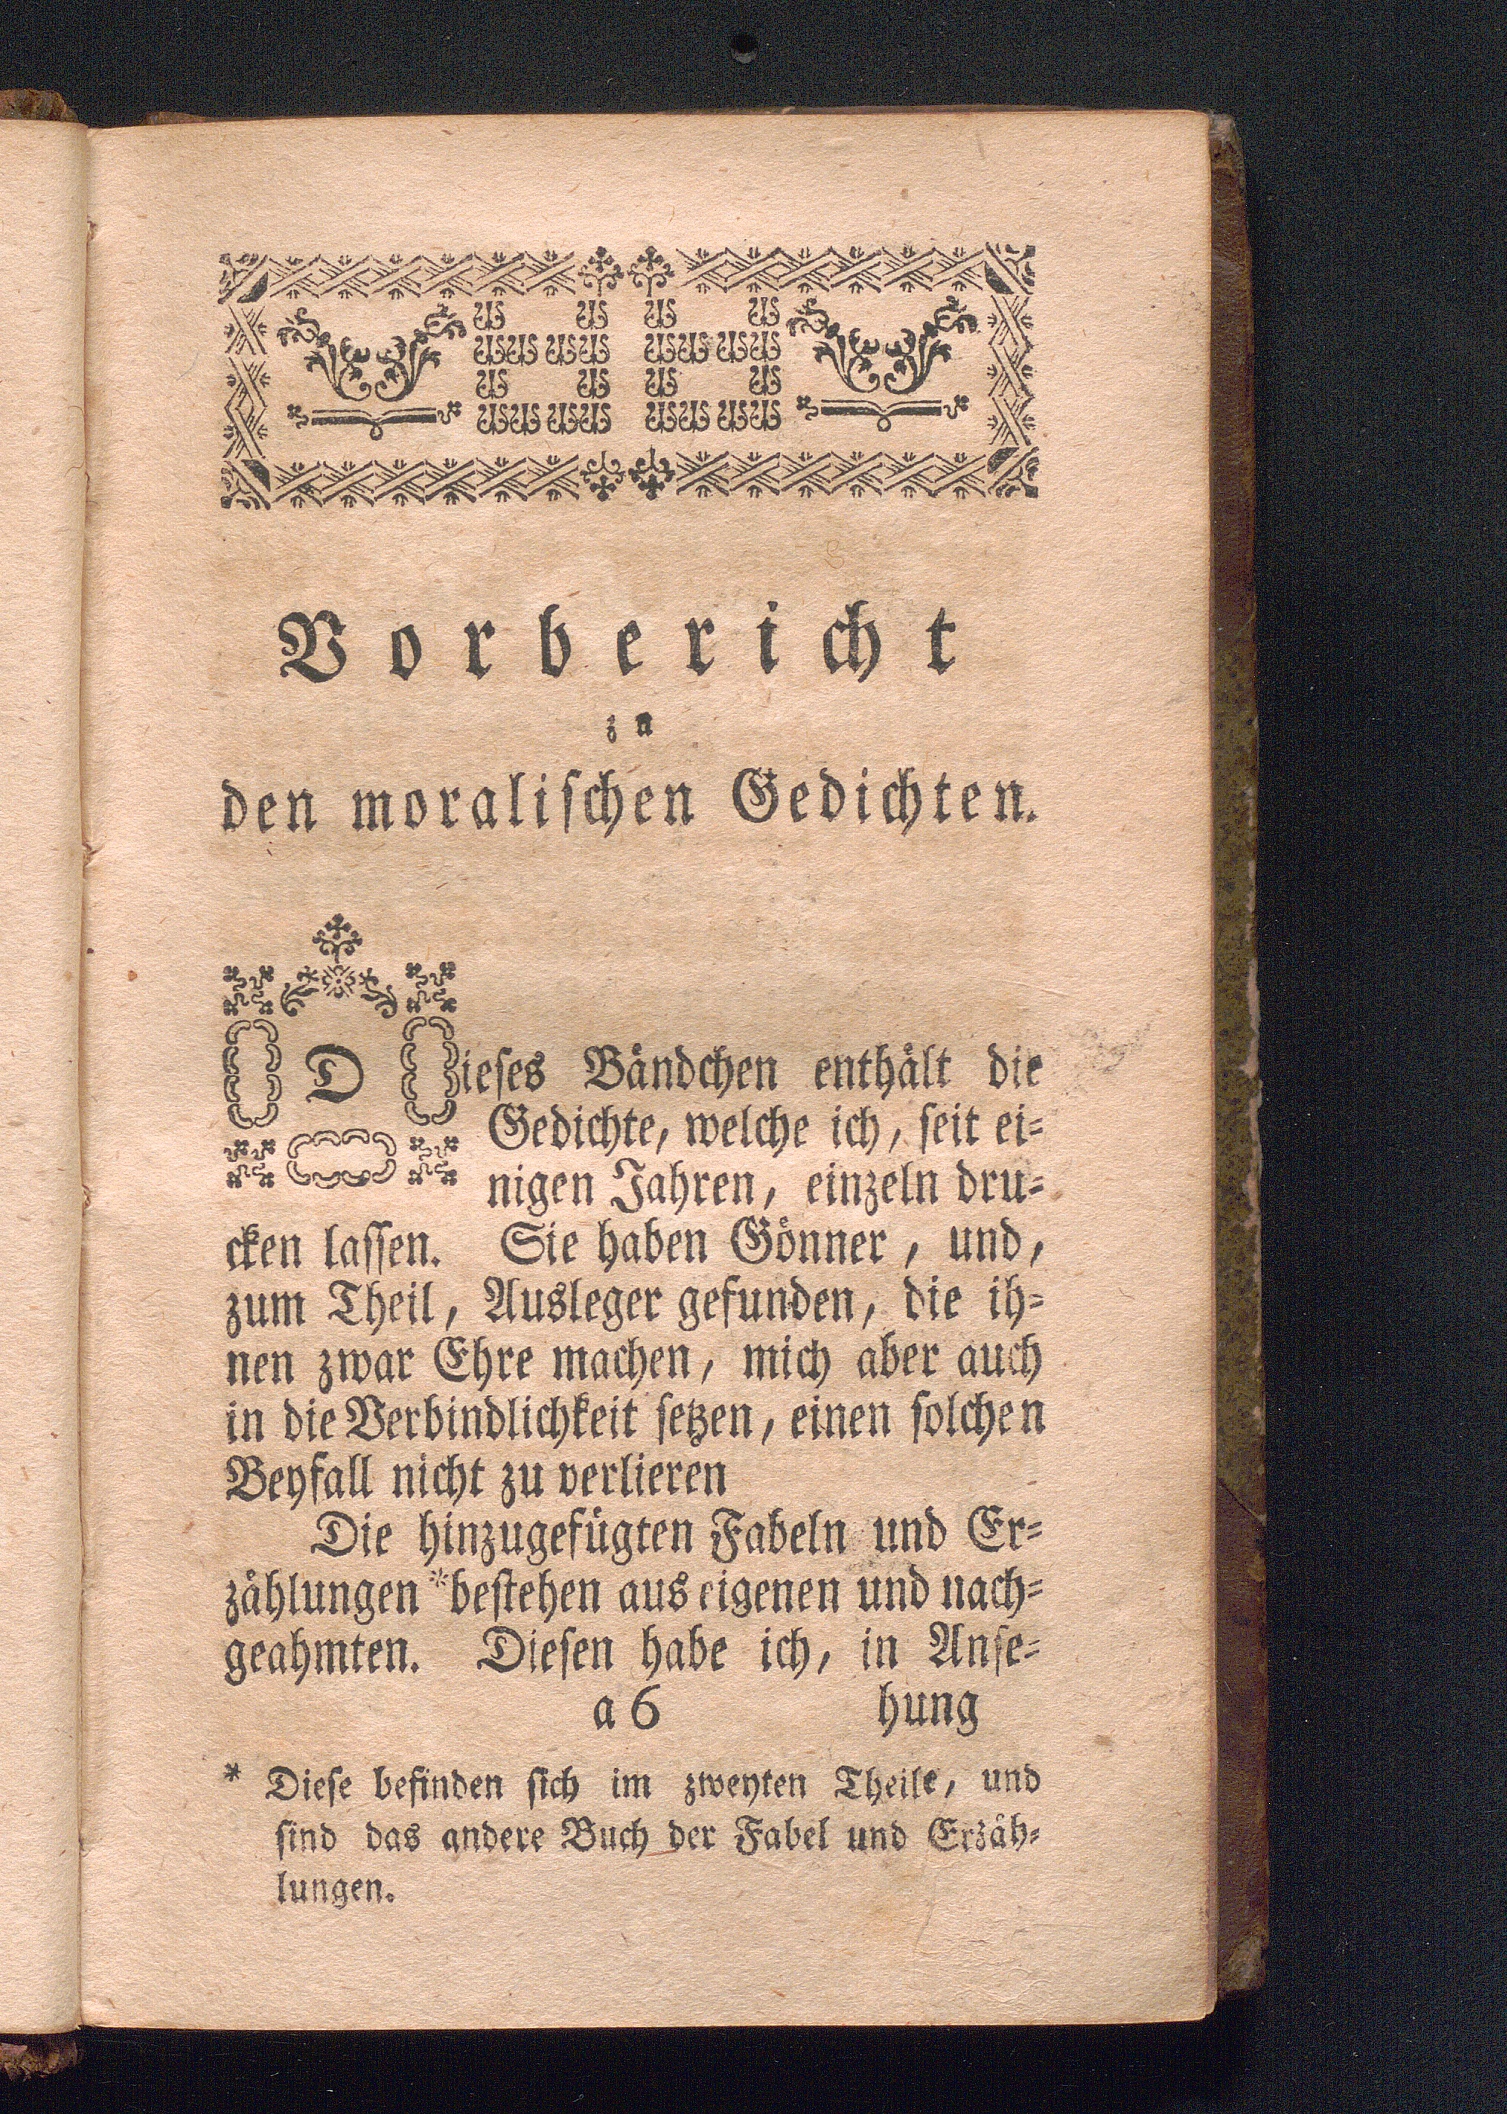 Vorbericht
zu
den moraliſchen Gedichten.
Dieſes Bändchen enthält die
Gedichte, welche ich, ſeit ei-
nigen Jahren, einzeln dru-
cken laſſen. Sie haben Gönner, und,
zum Theil, Ausleger gefunden, die ih-
nen zwar Ehre machen, mich aber auch
in die Verbindlichkeit ſetzen, einen ſolchen
Beyfall nicht zu verlieren
Die hinzugefügten Fabeln und Er-
zählungen * beſtehen aus eigenen und nach-
geahmten. Dieſen habe ich, in Anſe-
a 6 hung
* Dieſe befinden ſich im zweyten Theile, und
ſind das andere Buch der Fabel und Erzäh-
lungen.